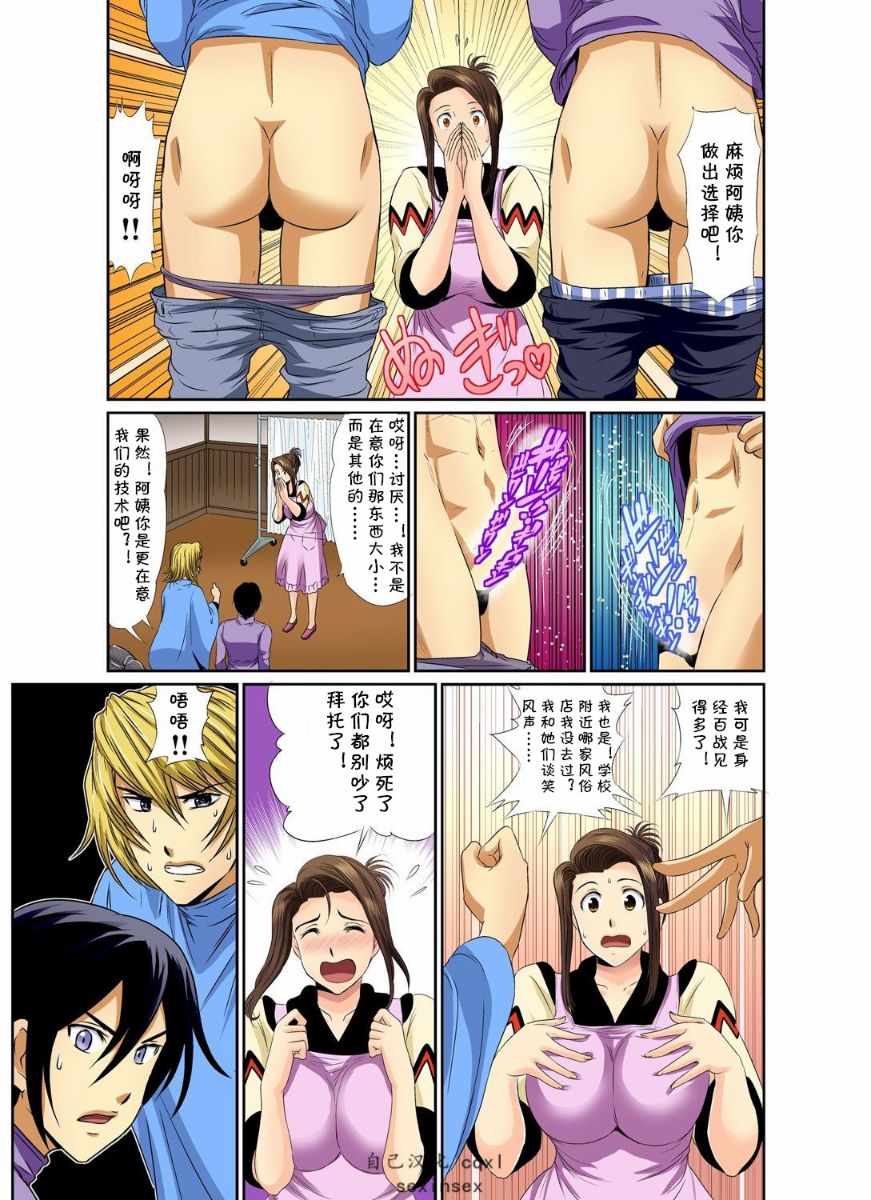 麻烦阿姨你
做出选择吧！
啊呀呀
！！
ぬぎっ♡
哎呀…讨厌…！我不是
在意你们那东西大小…
而是其他的……
果然！阿姨你是更在意
我们的技术吧？！
我可是身
经百战见
得多了！
我也是！学校
附近哪家风俗
店我没去过？
我和她们谈笑
风声……
哎呀！烦死了
你们都别吵了
拜托了！
唔唔
！！
自己汉化 cqxl
sexinsex